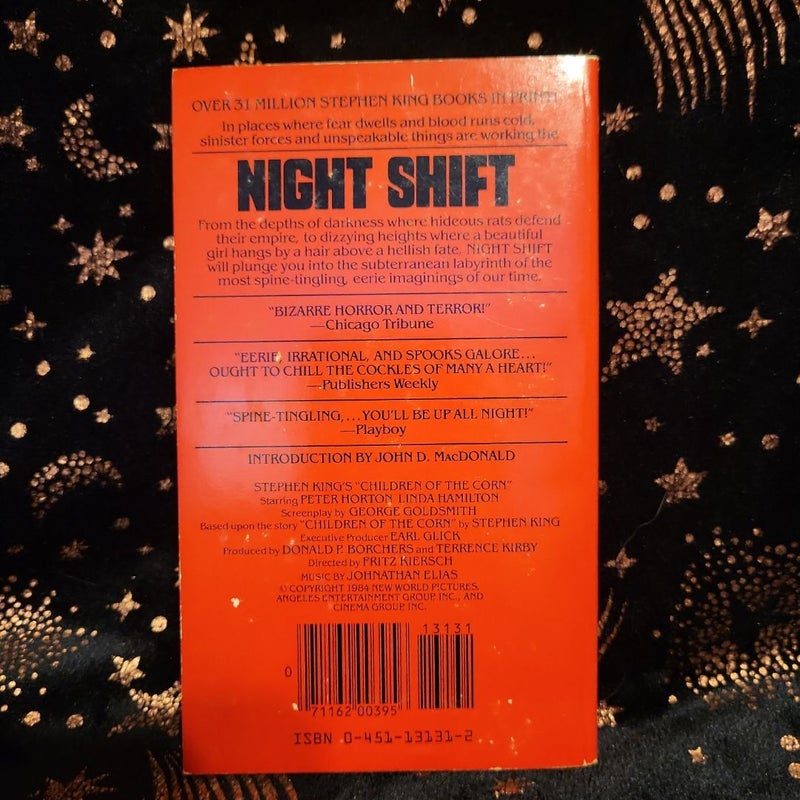 OVER 31 MILLION STEPHEN KING BOOKS IN PRINT!
In places where fear dwells and blood runs cold,
sinister forces and unspeakable things are working the
NIGHT SHIFT
From the depths of darkness where hideous rats defend
their empire, to dizzying heights where a beautiful
girl hangs by a hair above a hellish fate, NIGHT SHIFT
will plunge you into the subterranean labyrinth of the
most spine-tingling, eerie imaginings of our time.
"BIZARRE HORROR AND TERROR!"
—Chicago Tribune
"EERIE, IRRATIONAL, AND SPOOKS GALORE...
OUGHT TO CHILL THE COCKLES OF MANY A HEART!"
—Publishers Weekly
"SPINE-TINGLING,...YOU'LL BE UP ALL NIGHT!"
—Playboy
INTRODUCTION BY JOHN D. MACDONALD
STEPHEN KING'S "CHILDREN OF THE CORN"
Starring PETER HORTON, LINDA HAMILTON
Screenplay by GEORGE GOLDSMITH
Based upon the story "CHILDREN OF THE CORN" by STEPHEN KING
Executive Producer EARL GLICK
Produced by DONALD P. BORCHERS and TERRENCE KIRBY
Directed by FRITZ KIERSCH
MUSIC BY JOHNATHAN ELIAS
© COPYRIGHT 1984 NEW WORLD PICTURES,
ANGELES ENTERTAINMENT GROUP, INC., AND
CINEMA GROUP, INC.
13131
0
71162 00395
ISBN 0-451-13131-2